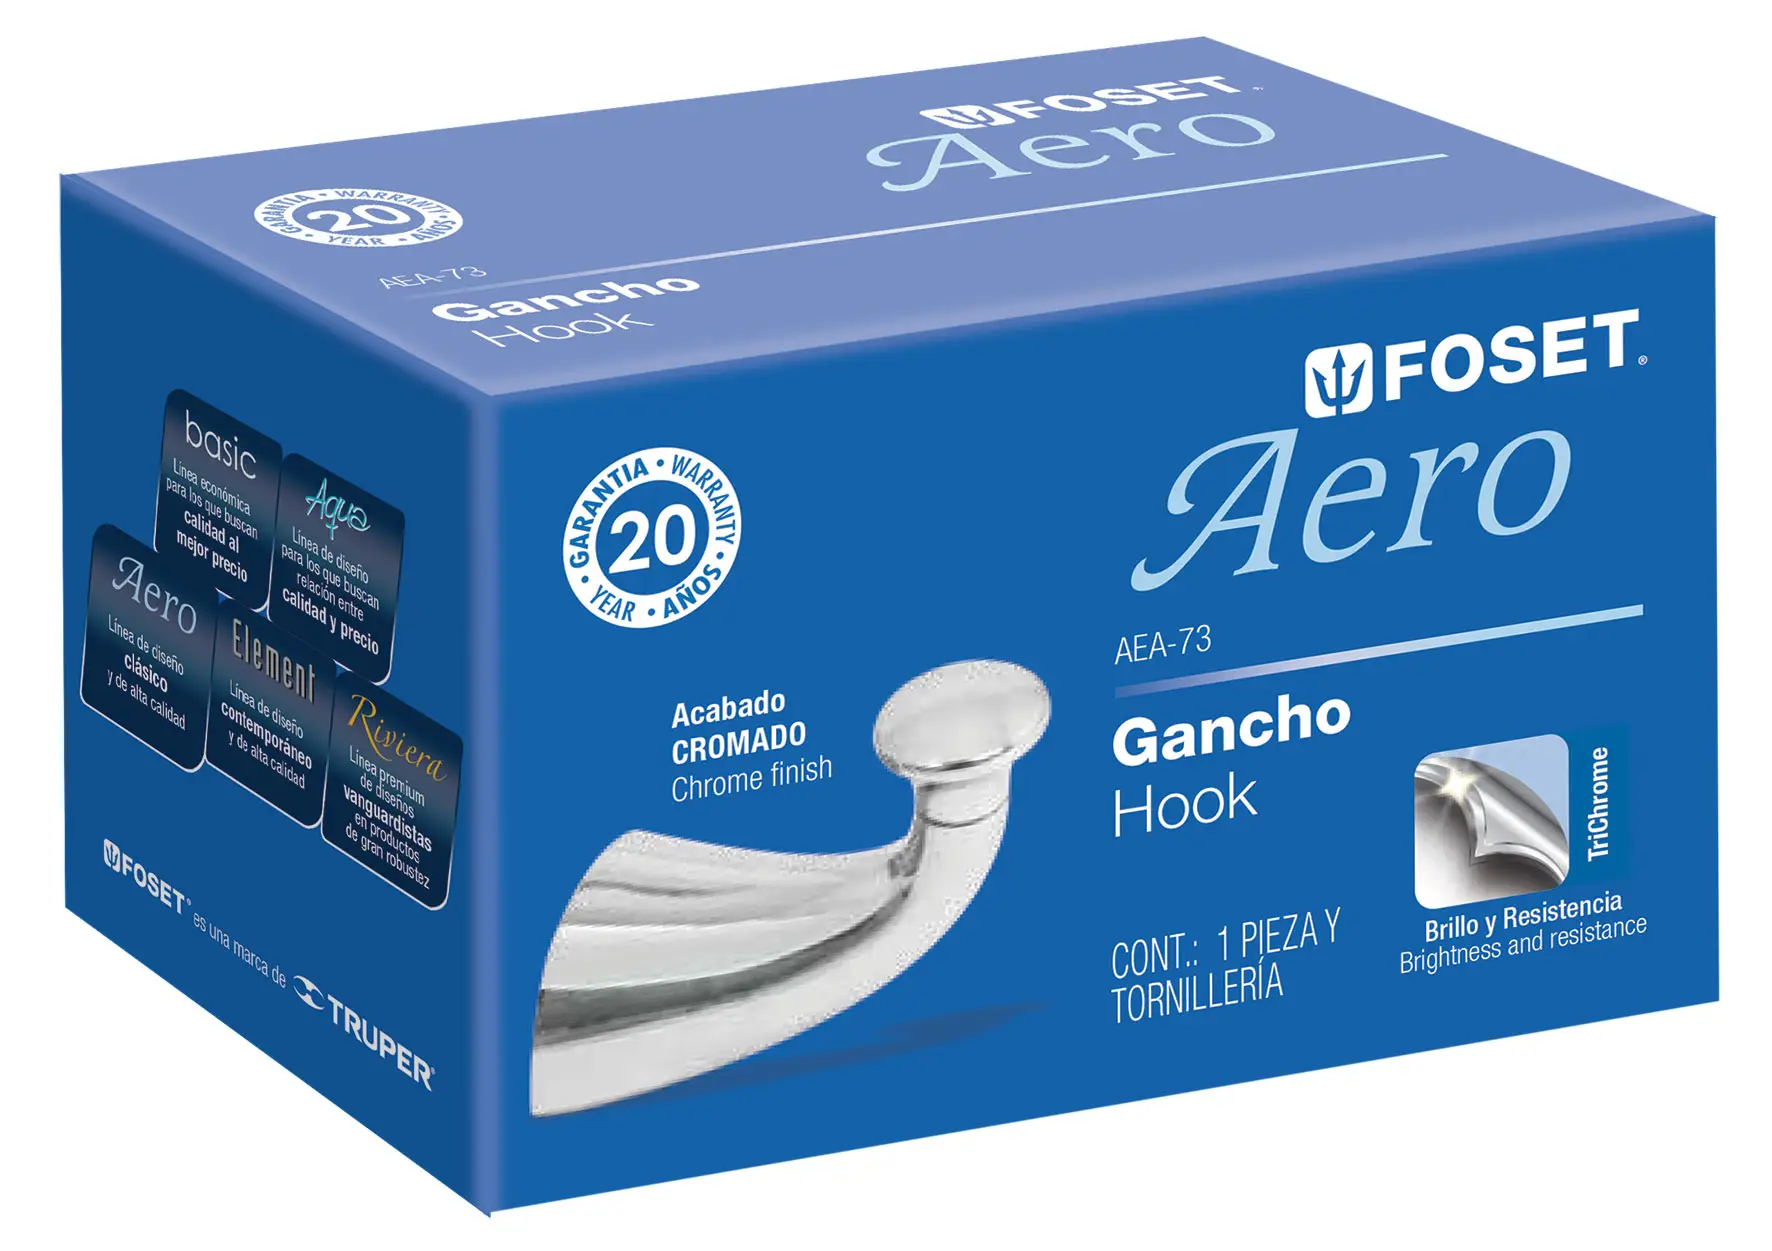 FOSET
Aero
GARANTIA • WARRANTY • 20 • YEAR • AÑOS
AEA-73
Gancho
Hook
FOSET®
Aero
GARANTIA • WARRANTY • 20 • YEAR • AÑOS
AEA-73
Gancho
Hook
Acabado
CROMADO
Chrome finish
TriChrome
Brillo y Resistencia
Brightness and resistance
CONT.: 1 PIEZA Y
TORNILLERÍA
basic
Línea económica
para los que buscan
calidad al
mejor precio
Aqua
Línea de diseño
para los que buscan
relación entre
calidad y precio
Aero
Línea de diseño
clásico
y de alta calidad
Element
Línea de diseño
contemporáneo
y de alta calidad
Riviera
Línea premium
de diseños
vanguardistas
en productos
de gran robustez
FOSET® es una marca de TRUPER®